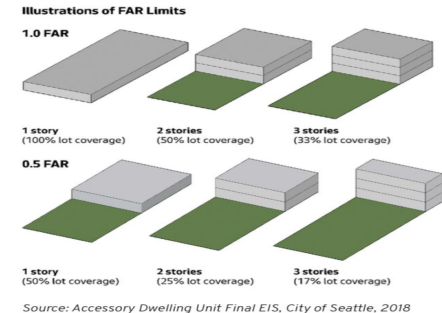 Illustrations of FAR Limits
1.0 FAR
1 story
(100% lot coverage)
2 stories
(50% lot coverage)
3 stories
(33% lot coverage)
0.5 FAR
1 story
(50% lot coverage)
2 stories
(25% lot coverage)
3 stories
(17% lot coverage)
Source: Accessory Dwelling Unit Final EIS, City of Seattle, 2018